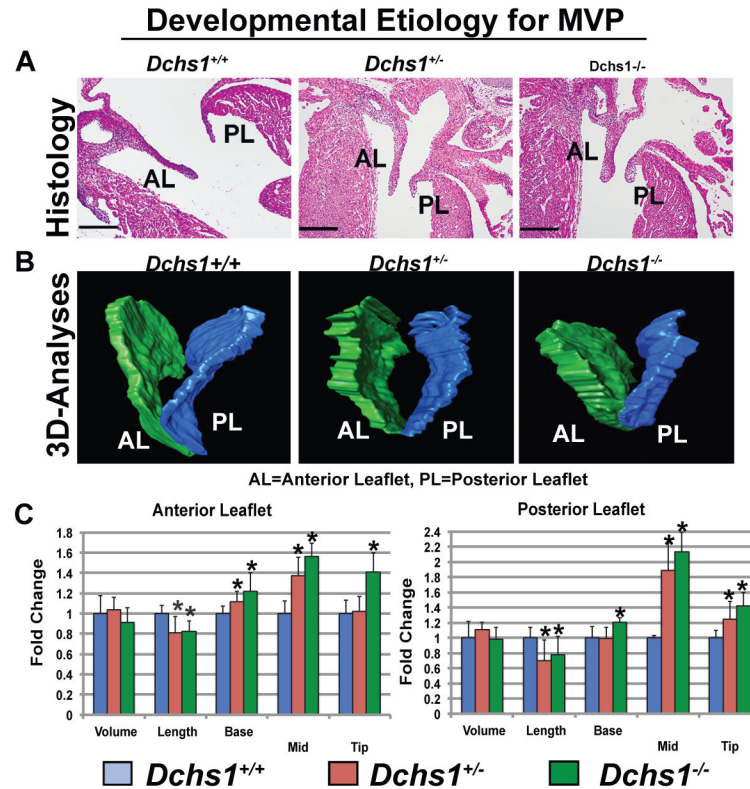 Developmental Etiology for MVP
A
Dchs1+/+
Dchs1+/-
Dchs1-/-
Histology
AL
PL
AL
PL
AL
PL
B
Dchs1+/+
Dchs1+/-
Dchs1-/-
3D-Analyses
AL
PL
AL
PL
AL
PL
AL=Anterior Leaflet, PL=Posterior Leaflet
C
Anterior Leaflet
Fold Change
1.8
1.6
1.4
1.2
1
0.8
0.6
0.4
0.2
0
* * * * * * *
Volume Length Base Mid Tip
Posterior Leaflet
Fold Change
2.4
2.2
2
1.8
1.6
1.4
1.2
1
0.8
0.6
0.4
0.2
0
* * * * * * *
Volume Length Base Mid Tip
Dchs1+/+ Dchs1+/- Dchs1-/-